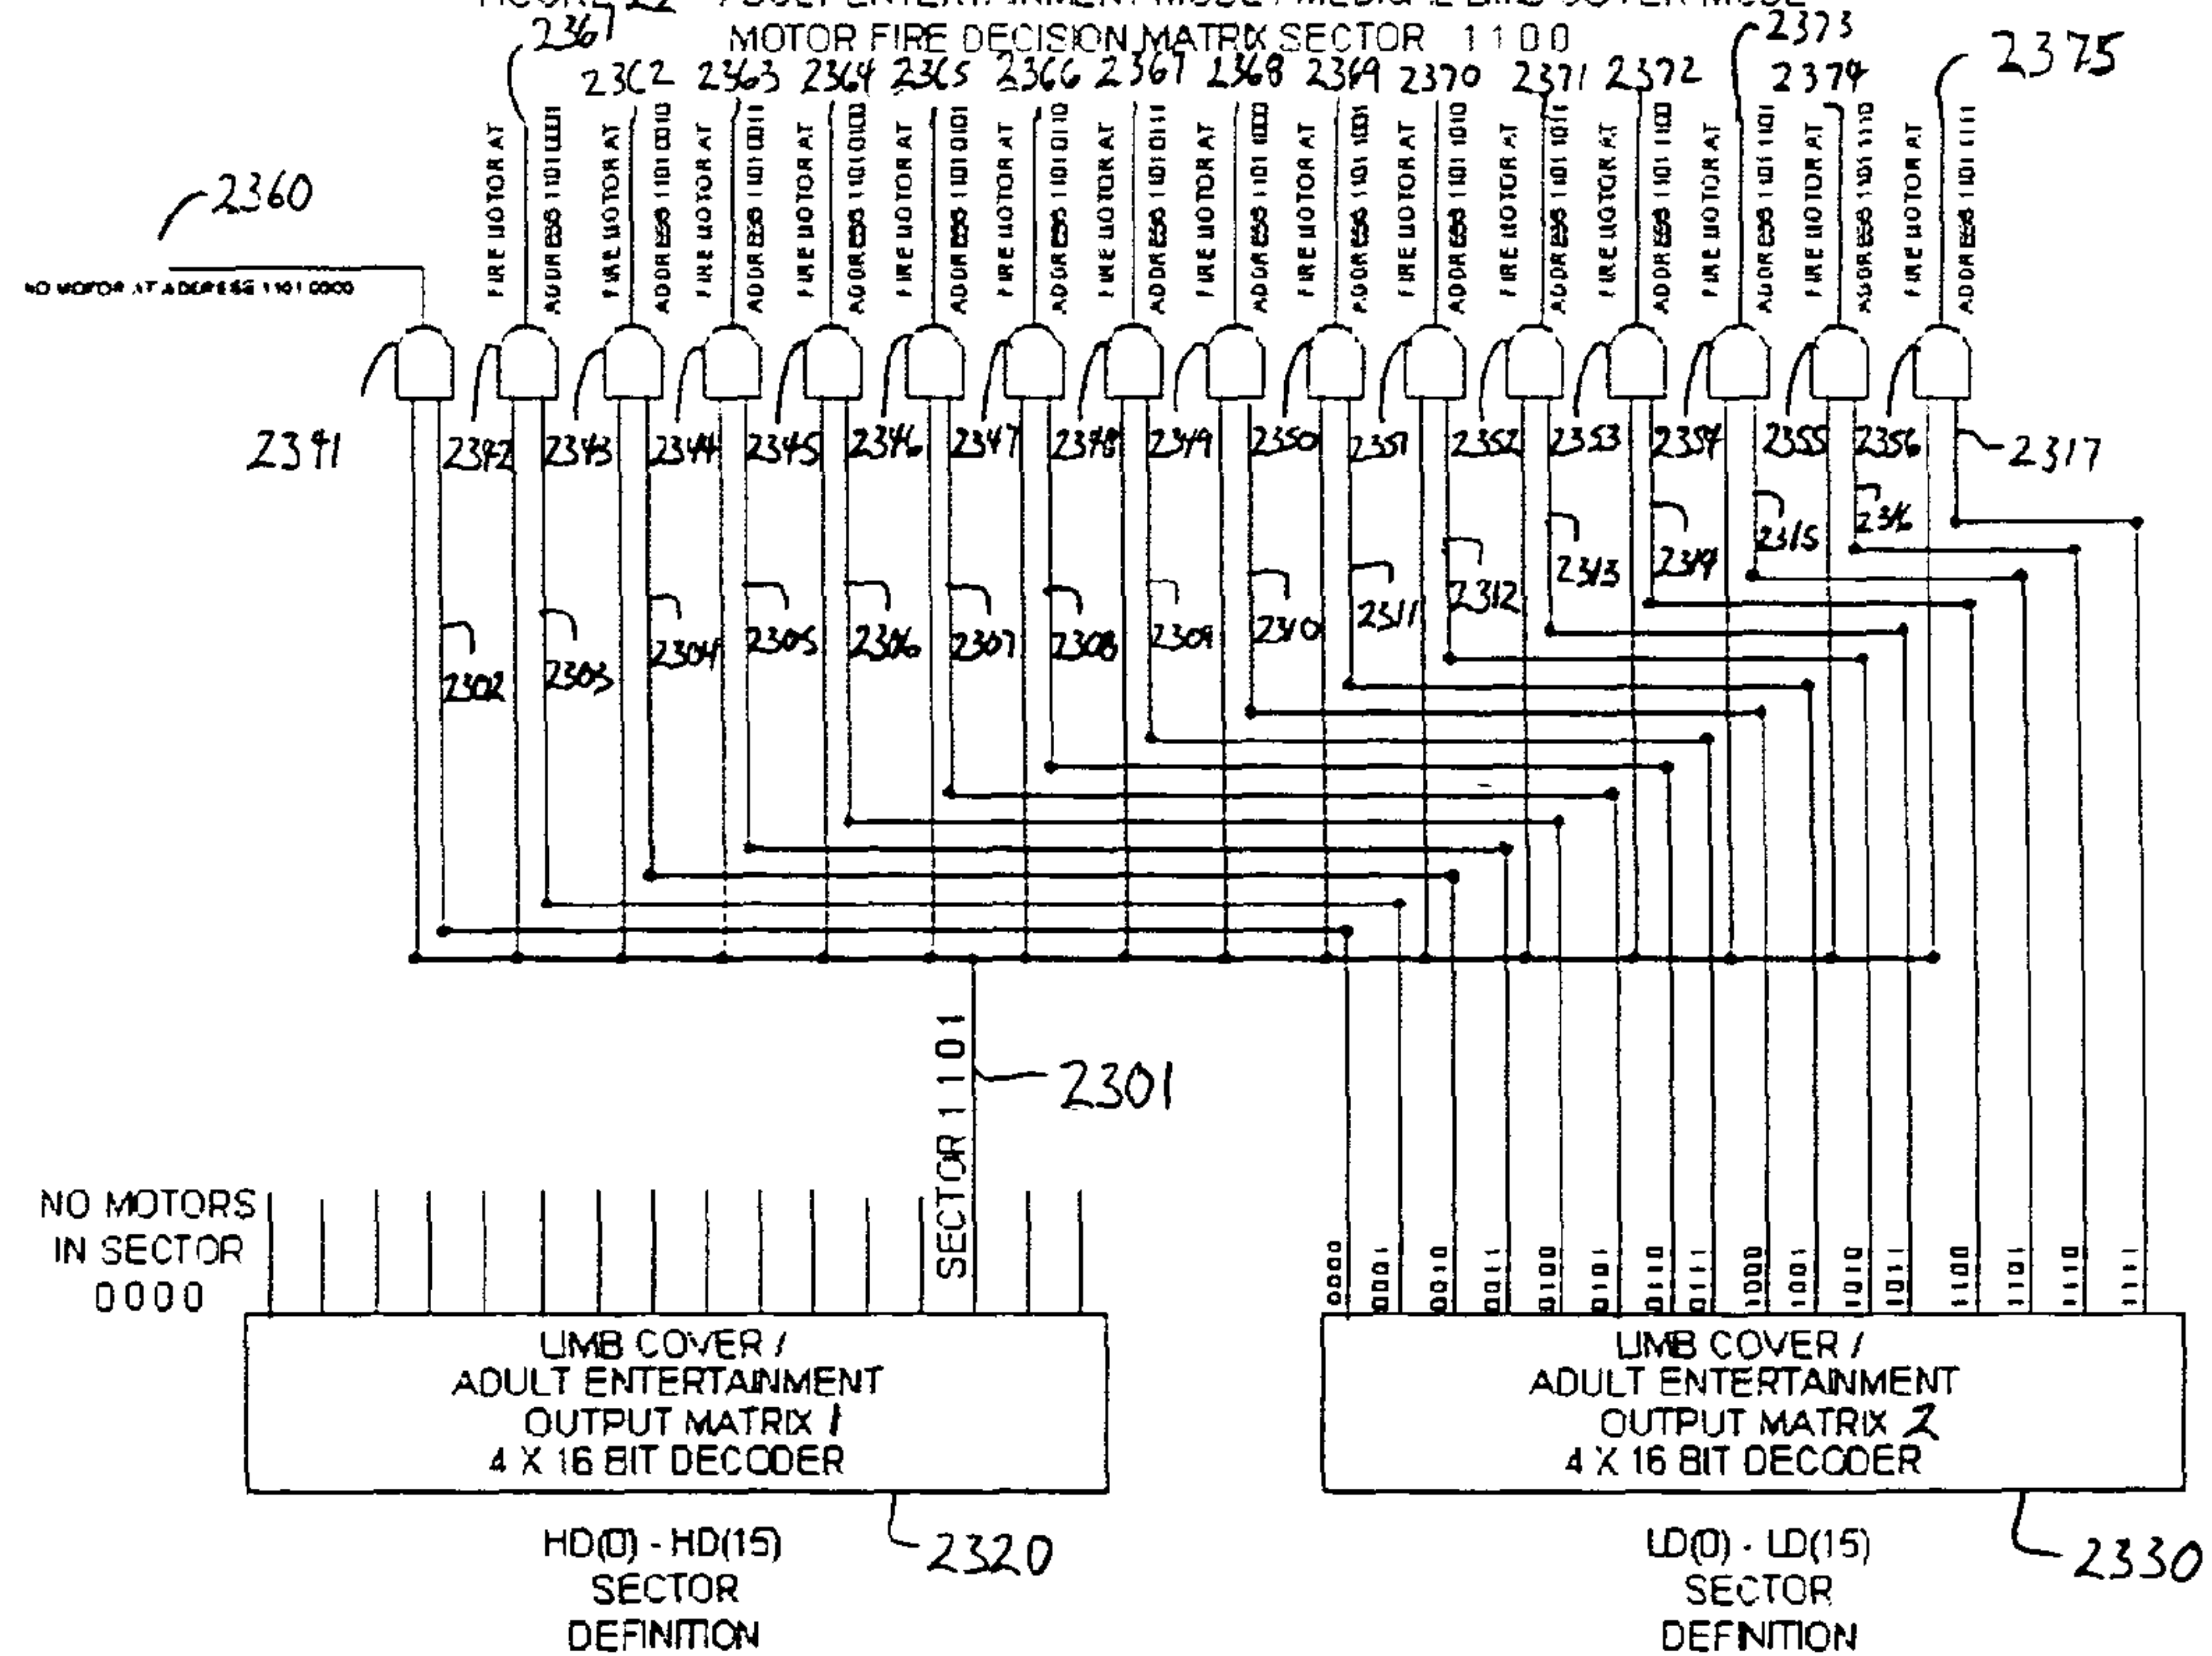 MOTOR FIRE DECISION MATRIX SECTOR 1100
2367
2373
2375
2362 2363 2364 2365 2366 2367 2368 2369 2370 2371 2372 2374
2360
NO MOTOR AT ADDRESS 1101 0000
FIRE MOTOR AT
ADDRESS 1101 0001
FIRE MOTOR AT
ADDRESS 1101 0010
FIRE MOTOR AT
ADDRESS 1101 0011
FIRE MOTOR AT
ADDRESS 1101 0100
FIRE MOTOR AT
ADDRESS 1101 0101
FIRE MOTOR AT
ADDRESS 1101 0110
FIRE MOTOR AT
ADDRESS 1101 0111
FIRE MOTOR AT
ADDRESS 1101 1000
FIRE MOTOR AT
ADDRESS 1101 1001
FIRE MOTOR AT
ADDRESS 1101 1010
FIRE MOTOR AT
ADDRESS 1101 1011
FIRE MOTOR AT
ADDRESS 1101 1100
FIRE MOTOR AT
ADDRESS 1101 1101
FIRE MOTOR AT
ADDRESS 1101 1110
FIRE MOTOR AT
ADDRESS 1101 1111
2341 2342 2343 2344 2345 2346 2347 2348 2349 2350 2351 2352 2353 2354 2355 2356 2317
2302 2303 2304 2305 2306 2307 2308 2309 2310 2311 2312 2313 2314 2315 2316
SECTOR 1101
2301
NO MOTORS
IN SECTOR
0000
0000 0001 0010 0011 0100 0101 0110 0111 1000 1001 1010 1011 1100 1101 1110 1111
LIMB COVER /
ADULT ENTERTAINMENT
OUTPUT MATRIX 1
4 X 16 BIT DECODER
LIMB COVER /
ADULT ENTERTAINMENT
OUTPUT MATRIX 2
4 X 16 BIT DECODER
HD(0) - HD(15)
SECTOR
DEFINITION
2320
LD(0) - LD(15)
SECTOR
DEFINITION
2330